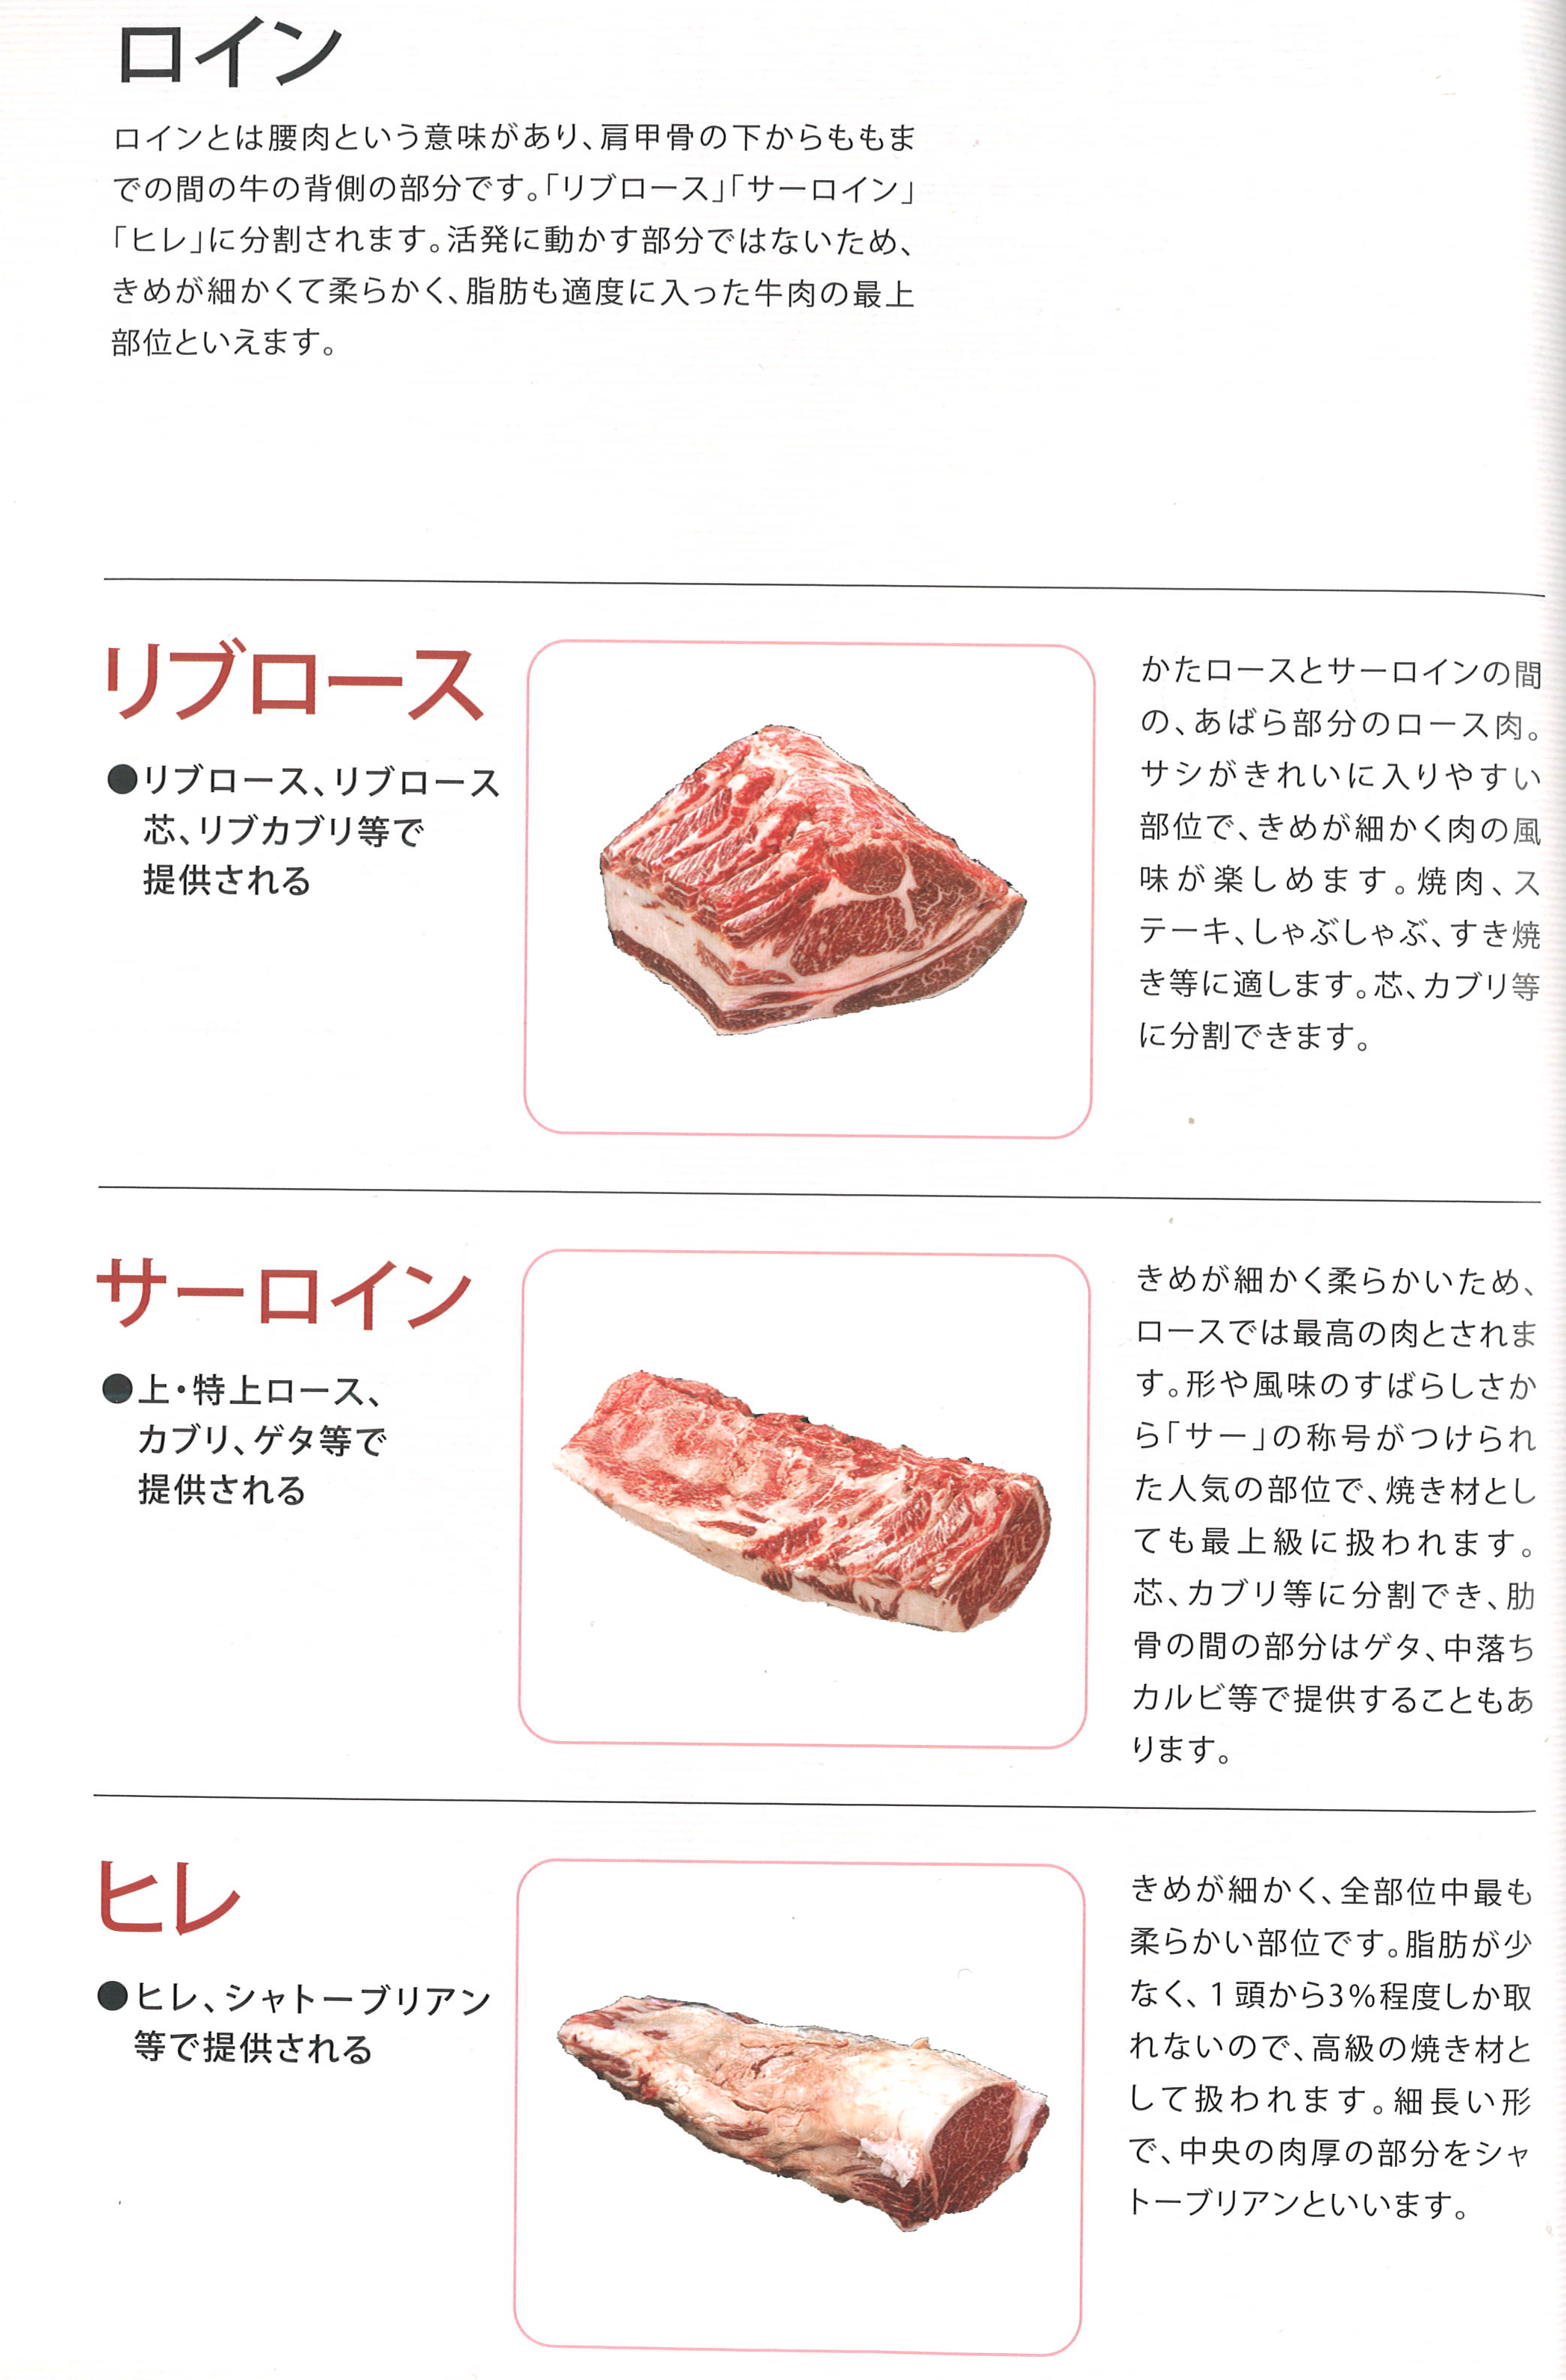 ロイン
ロインとは腰肉という意味があり、肩甲骨の下からももま
での間の牛の背側の部分です。「リブロース」「サーロイン」
「ヒレ」に分割されます。活発に動かす部分ではないため、
きめが細かくて柔らかく、脂肪も適度に入った牛肉の最上
部位といえます。
リブロース
●リブロース、リブロース
芯、リブカブリ等で
提供される
かたロースとサーロインの間
の、あばら部分のロース肉。
サシがきれいに入りやすい
部位で、きめが細かく肉の風
味が楽しめます。焼肉、ス
テーキ、しゃぶしゃぶ、すき焼
き等に適します。芯、カブリ等
に分割できます。
サーロイン
●上・特上ロース、
カブリ、ゲタ等で
提供される
きめが細かく柔らかいため、
ロースでは最高の肉とされま
す。形や風味のすばらしさか
ら「サー」の称号がつけられ
た人気の部位で、焼き材とし
ても最上級に扱われます。
芯、カブリ等に分割でき、肋
骨の間の部分はゲタ、中落ち
カルビ等で提供することもあ
ります。
ヒレ
●ヒレ、シャトーブリアン
等で提供される
きめが細かく、全部位中最も
柔らかい部位です。脂肪が少
なく、1頭から3%程度しか取
れないので、高級の焼き材と
して扱われます。細長い形
で、中央の肉厚の部分をシャ
トーブリアンといいます。